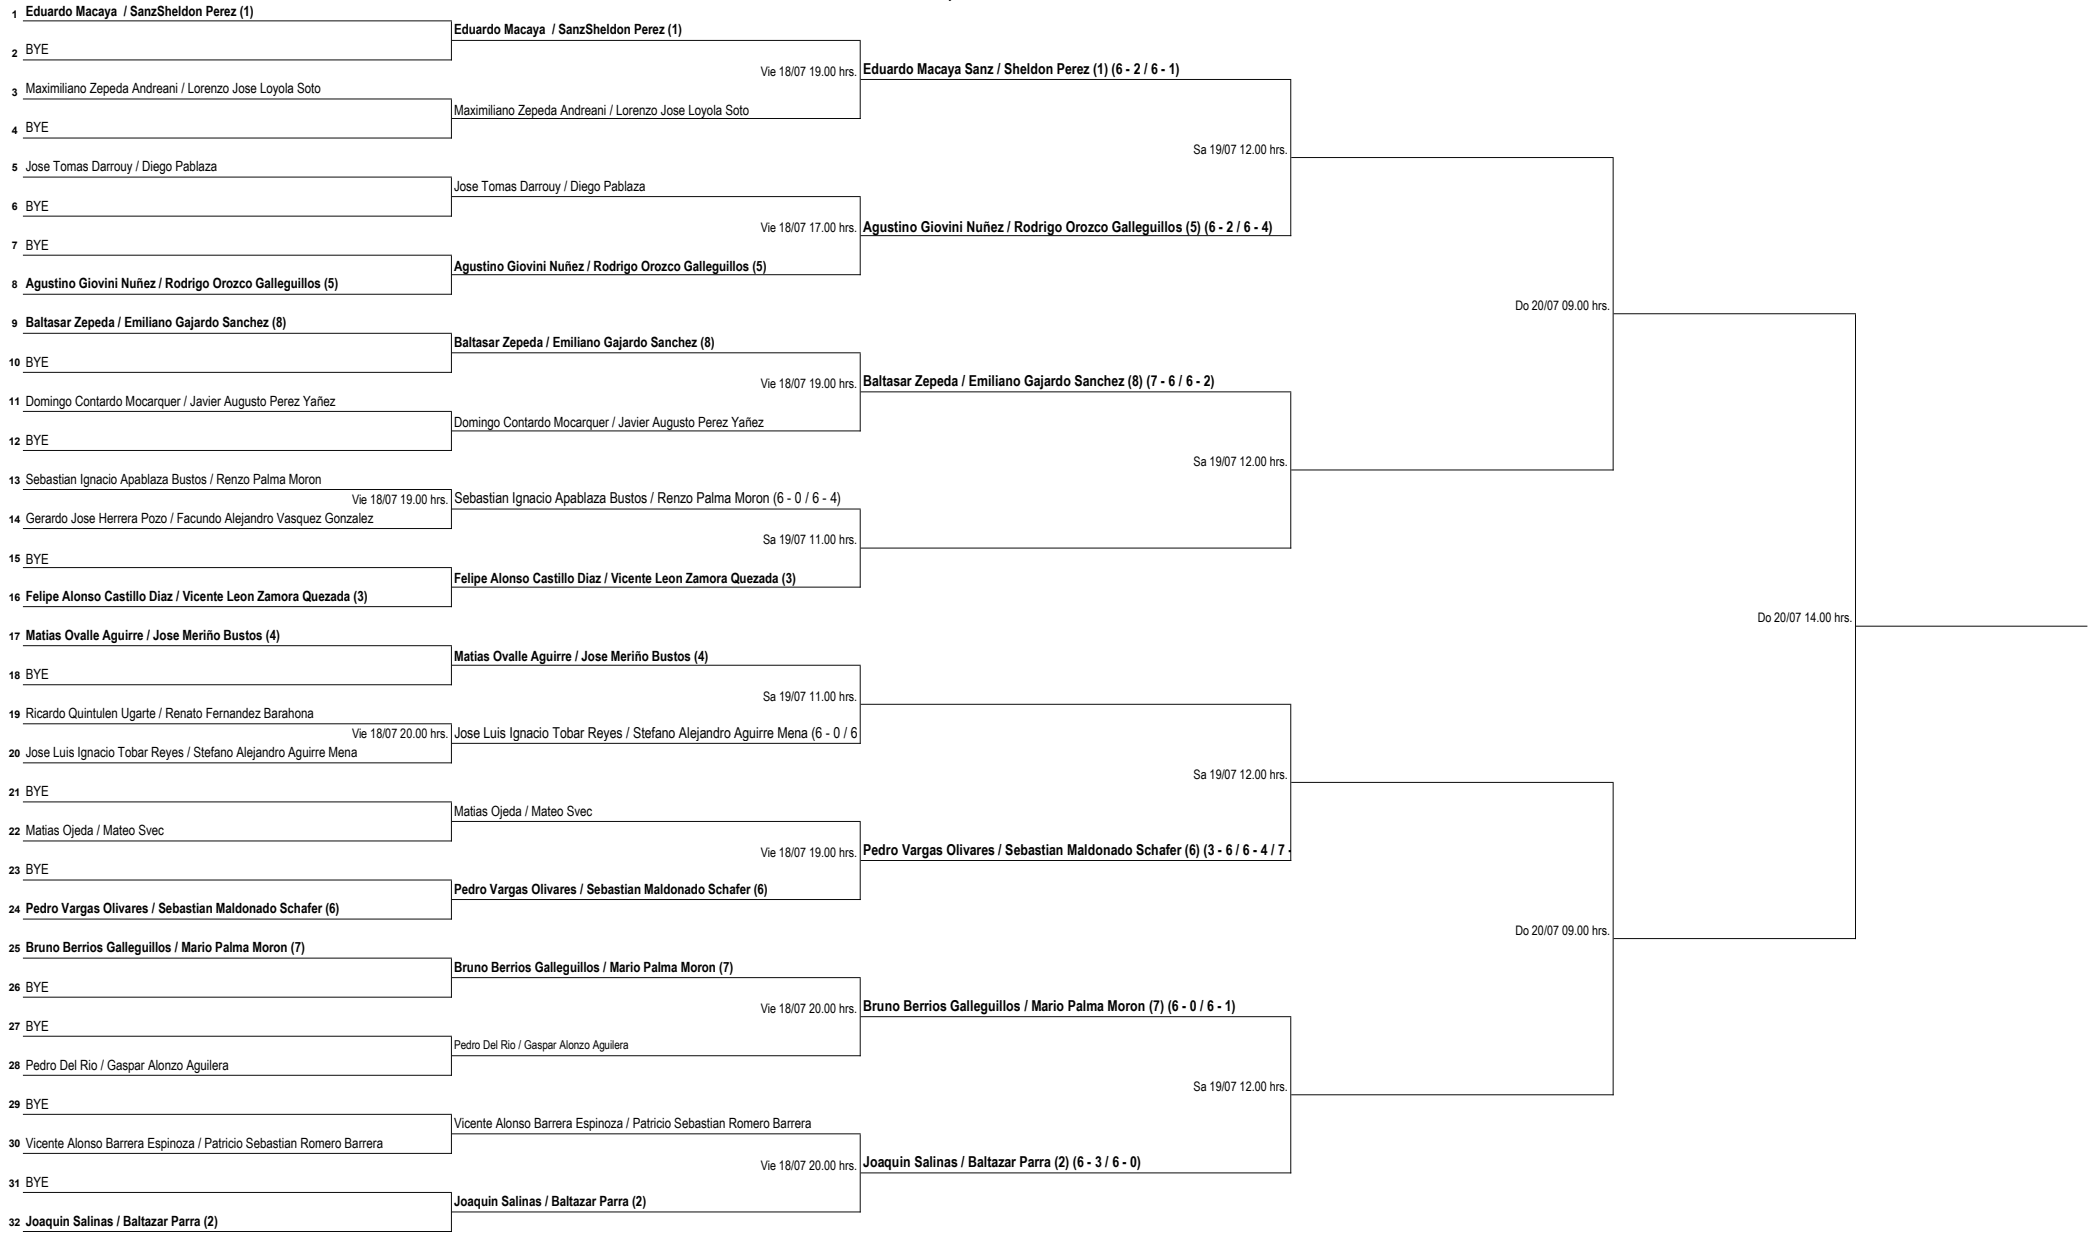 1 Eduardo Macaya / SanzSheldon Perez (1)
Eduardo Macaya / SanzSheldon Perez (1)
2 BYE
Vie 18/07 19.00 hrs. Eduardo Macaya Sanz / Sheldon Perez (1) (6 - 2 / 6 - 1)
3 Maximiliano Zepeda Andreani / Lorenzo Jose Loyola Soto
Maximiliano Zepeda Andreani / Lorenzo Jose Loyola Soto
4 BYE
Sa 19/07 12.00 hrs.
5 Jose Tomas Darrouy / Diego Pablaza
Jose Tomas Darrouy / Diego Pablaza
6 BYE
Vie 18/07 17.00 hrs. Agustino Giovini Nuñez / Rodrigo Orozco Galleguillos (5) (6 - 2 / 6 - 4)
7 BYE
Agustino Giovini Nuñez / Rodrigo Orozco Galleguillos (5)
8 Agustino Giovini Nuñez / Rodrigo Orozco Galleguillos (5)
Do 20/07 09.00 hrs.
9 Baltasar Zepeda / Emiliano Gajardo Sanchez (8)
Baltasar Zepeda / Emiliano Gajardo Sanchez (8)
10 BYE
Vie 18/07 19.00 hrs. Baltasar Zepeda / Emiliano Gajardo Sanchez (8) (7 - 6 / 6 - 2)
11 Domingo Contardo Mocarquer / Javier Augusto Perez Yañez
Domingo Contardo Mocarquer / Javier Augusto Perez Yañez
12 BYE
Sa 19/07 12.00 hrs.
13 Sebastian Ignacio Apablaza Bustos / Renzo Palma Moron
Vie 18/07 19.00 hrs. Sebastian Ignacio Apablaza Bustos / Renzo Palma Moron (6 - 0 / 6 - 4)
14 Gerardo Jose Herrera Pozo / Facundo Alejandro Vasquez Gonzalez
Sa 19/07 11.00 hrs.
15 BYE
Felipe Alonso Castillo Diaz / Vicente Leon Zamora Quezada (3)
16 Felipe Alonso Castillo Diaz / Vicente Leon Zamora Quezada (3)
Do 20/07 14.00 hrs.
17 Matias Ovalle Aguirre / Jose Meriño Bustos (4)
Matias Ovalle Aguirre / Jose Meriño Bustos (4)
18 BYE
Sa 19/07 11.00 hrs.
19 Ricardo Quintulen Ugarte / Renato Fernandez Barahona
Vie 18/07 20.00 hrs. Jose Luis Ignacio Tobar Reyes / Stefano Alejandro Aguirre Mena (6 - 0 / 6
20 Jose Luis Ignacio Tobar Reyes / Stefano Alejandro Aguirre Mena
Sa 19/07 12.00 hrs.
21 BYE
Matias Ojeda / Mateo Svec
22 Matias Ojeda / Mateo Svec
Vie 18/07 19.00 hrs. Pedro Vargas Olivares / Sebastian Maldonado Schafer (6) (3 - 6 / 6 - 4 / 7 -
23 BYE
Pedro Vargas Olivares / Sebastian Maldonado Schafer (6)
24 Pedro Vargas Olivares / Sebastian Maldonado Schafer (6)
Do 20/07 09.00 hrs.
25 Bruno Berrios Galleguillos / Mario Palma Moron (7)
Bruno Berrios Galleguillos / Mario Palma Moron (7)
26 BYE
Vie 18/07 20.00 hrs. Bruno Berrios Galleguillos / Mario Palma Moron (7) (6 - 0 / 6 - 1)
27 BYE
Pedro Del Rio / Gaspar Alonzo Aguilera
28 Pedro Del Rio / Gaspar Alonzo Aguilera
Sa 19/07 12.00 hrs.
29 BYE
Vicente Alonso Barrera Espinoza / Patricio Sebastian Romero Barrera
30 Vicente Alonso Barrera Espinoza / Patricio Sebastian Romero Barrera
Vie 18/07 20.00 hrs. Joaquin Salinas / Baltazar Parra (2) (6 - 3 / 6 - 0)
31 BYE
Joaquin Salinas / Baltazar Parra (2)
32 Joaquin Salinas / Baltazar Parra (2)